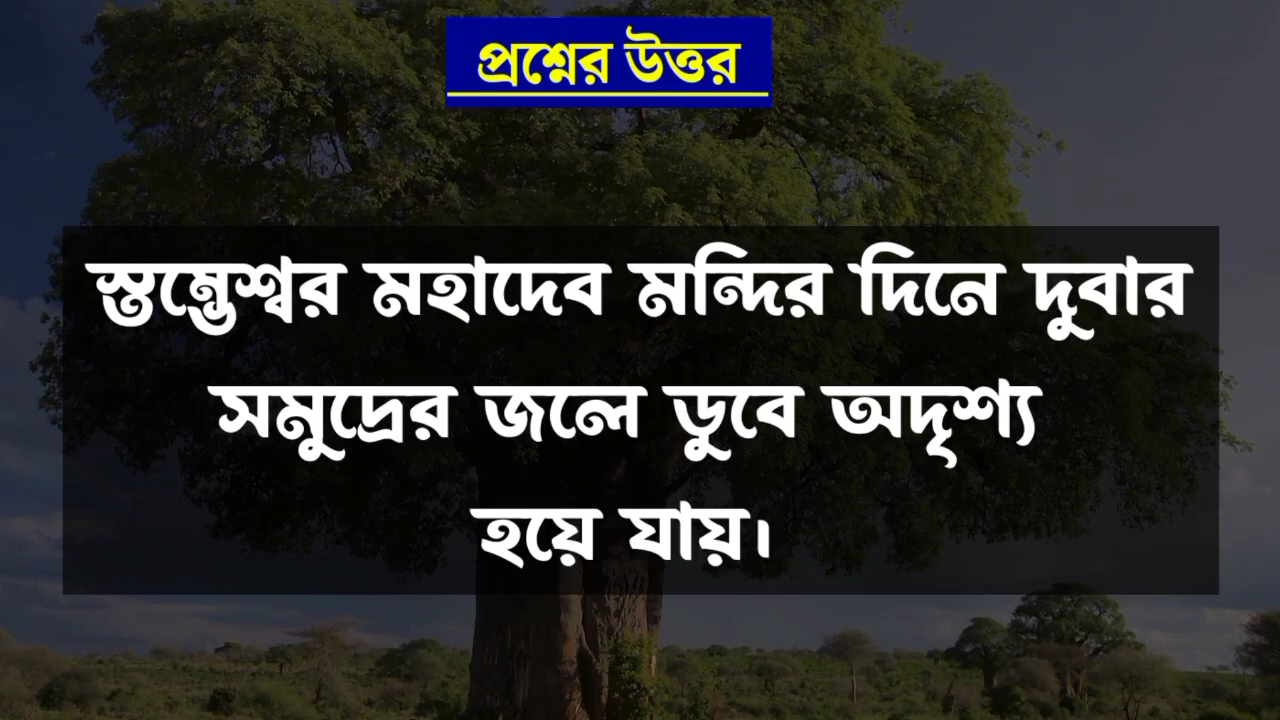 প্রশ্নের উত্তর
স্তম্ভেশ্বর মহাদেব মন্দির দিনে দুবার
সমুদ্রের জলে ডুবে অদৃশ্য
হয়ে যায়।